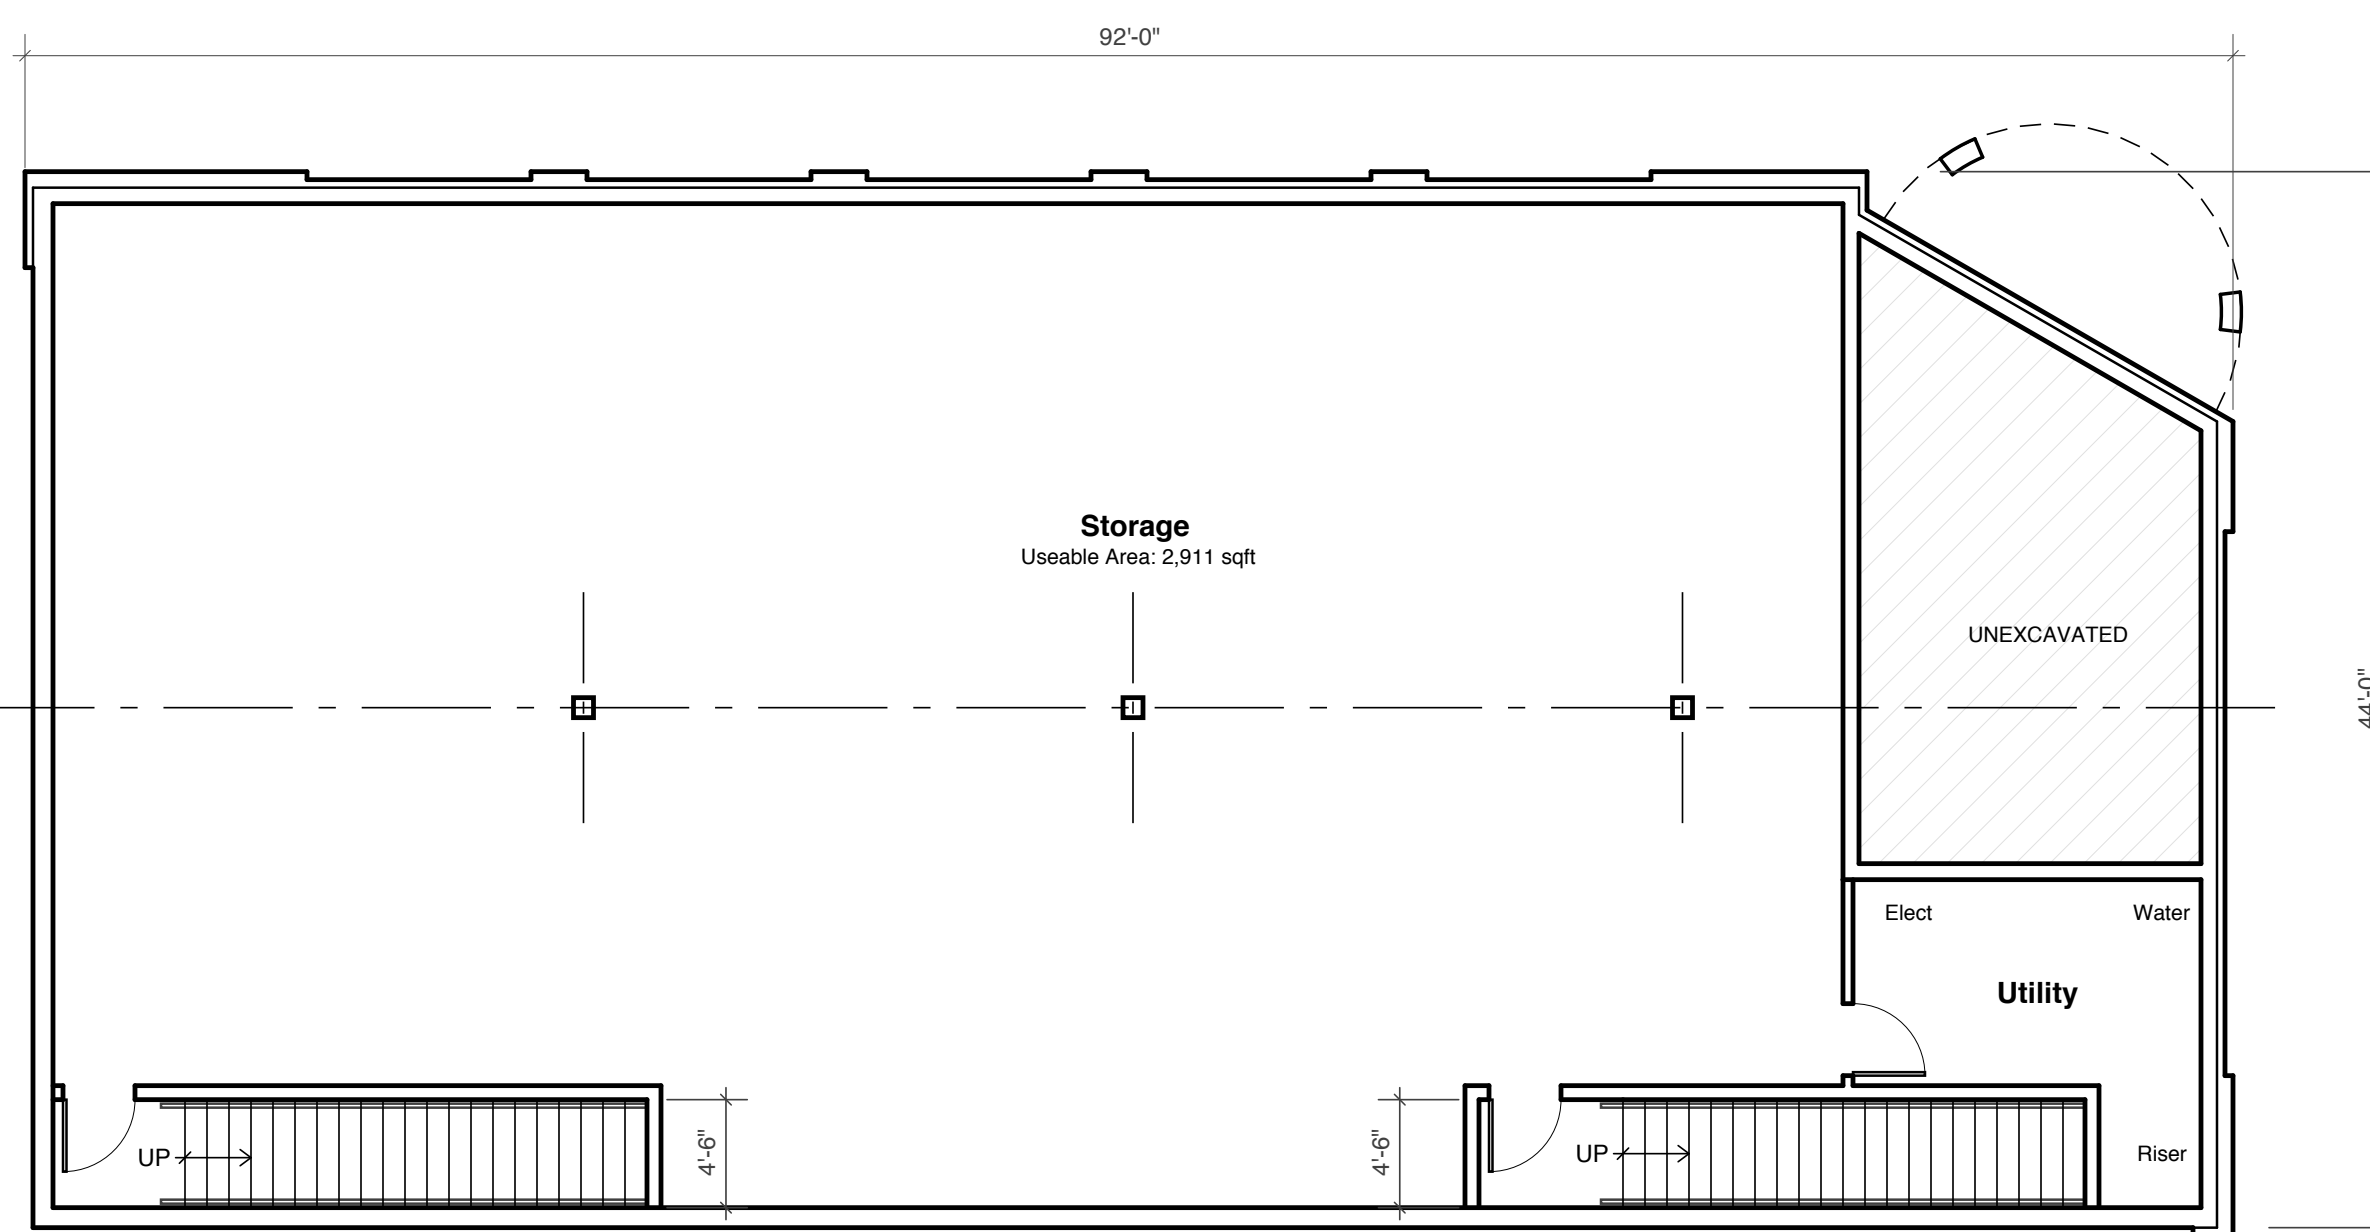 92'-0"
Storage
Useable Area: 2,911 sqft
UNEXCAVATED
44'-0"
Elect
Water
Utility
UP
4'-6"
4'-6"
UP
Riser